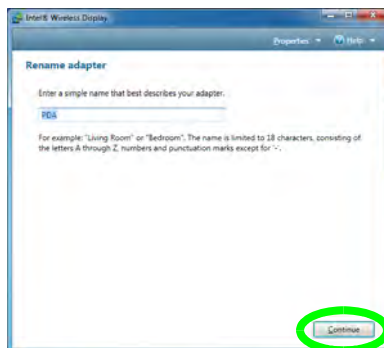 Intel® Wireless Display
Properties Help
Rename adapter
Enter a simple name that best describes your adapter.
PDA
For example: "Living Room" or "Bedroom". The name is limited to 18 characters, consisting of
the letters A through Z, numbers and punctuation marks except for '-'.
Continue